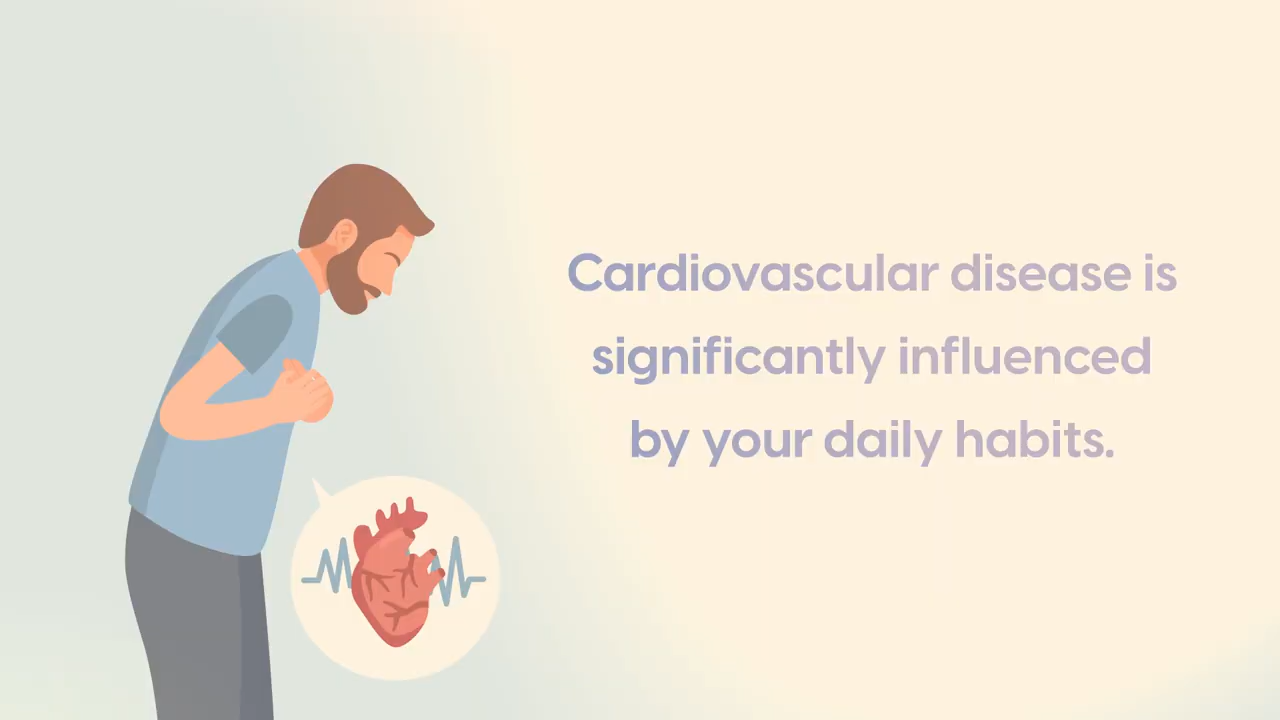 Cardiovascular disease is
significantly influenced
by your daily habits.